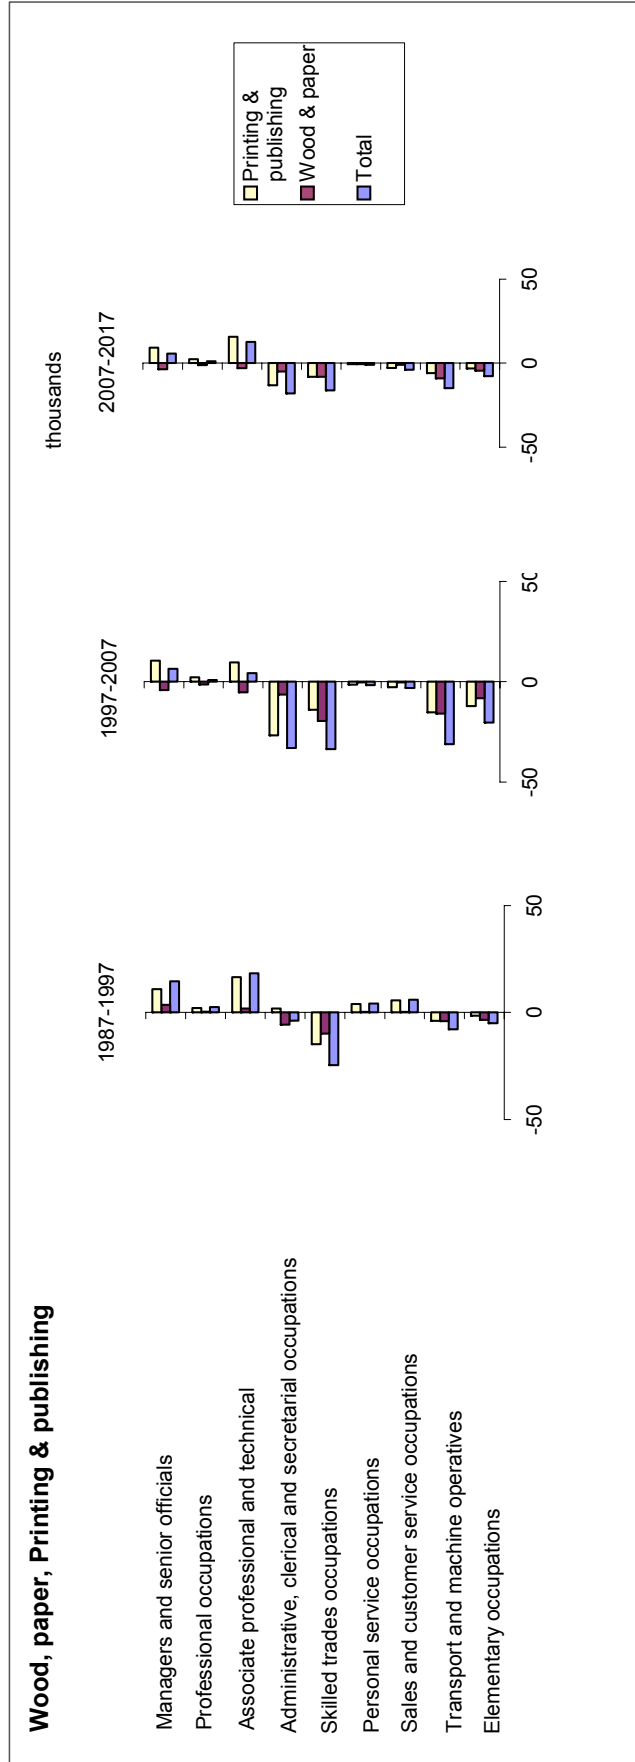 Wood, paper, Printing & publishing
thousands
1987-1997
1997-2007
2007-2017
Managers and senior officials
Professional occupations
Associate professional and technical
Administrative, clerical and secretarial occupations
Skilled trades occupations
Personal service occupations
Sales and customer service occupations
Transport and machine operatives
Elementary occupations
-50 0 50
-50 0 50
-50 0 50
Printing &
publishing
Wood & paper
Total